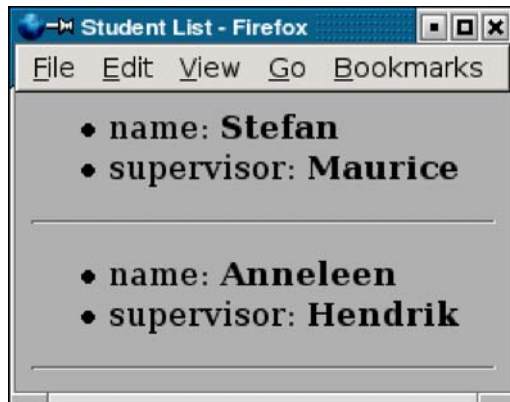 Student List - Firefox
File Edit View Go Bookmarks
name: Stefan
supervisor: Maurice
name: Anneleen
supervisor: Hendrik